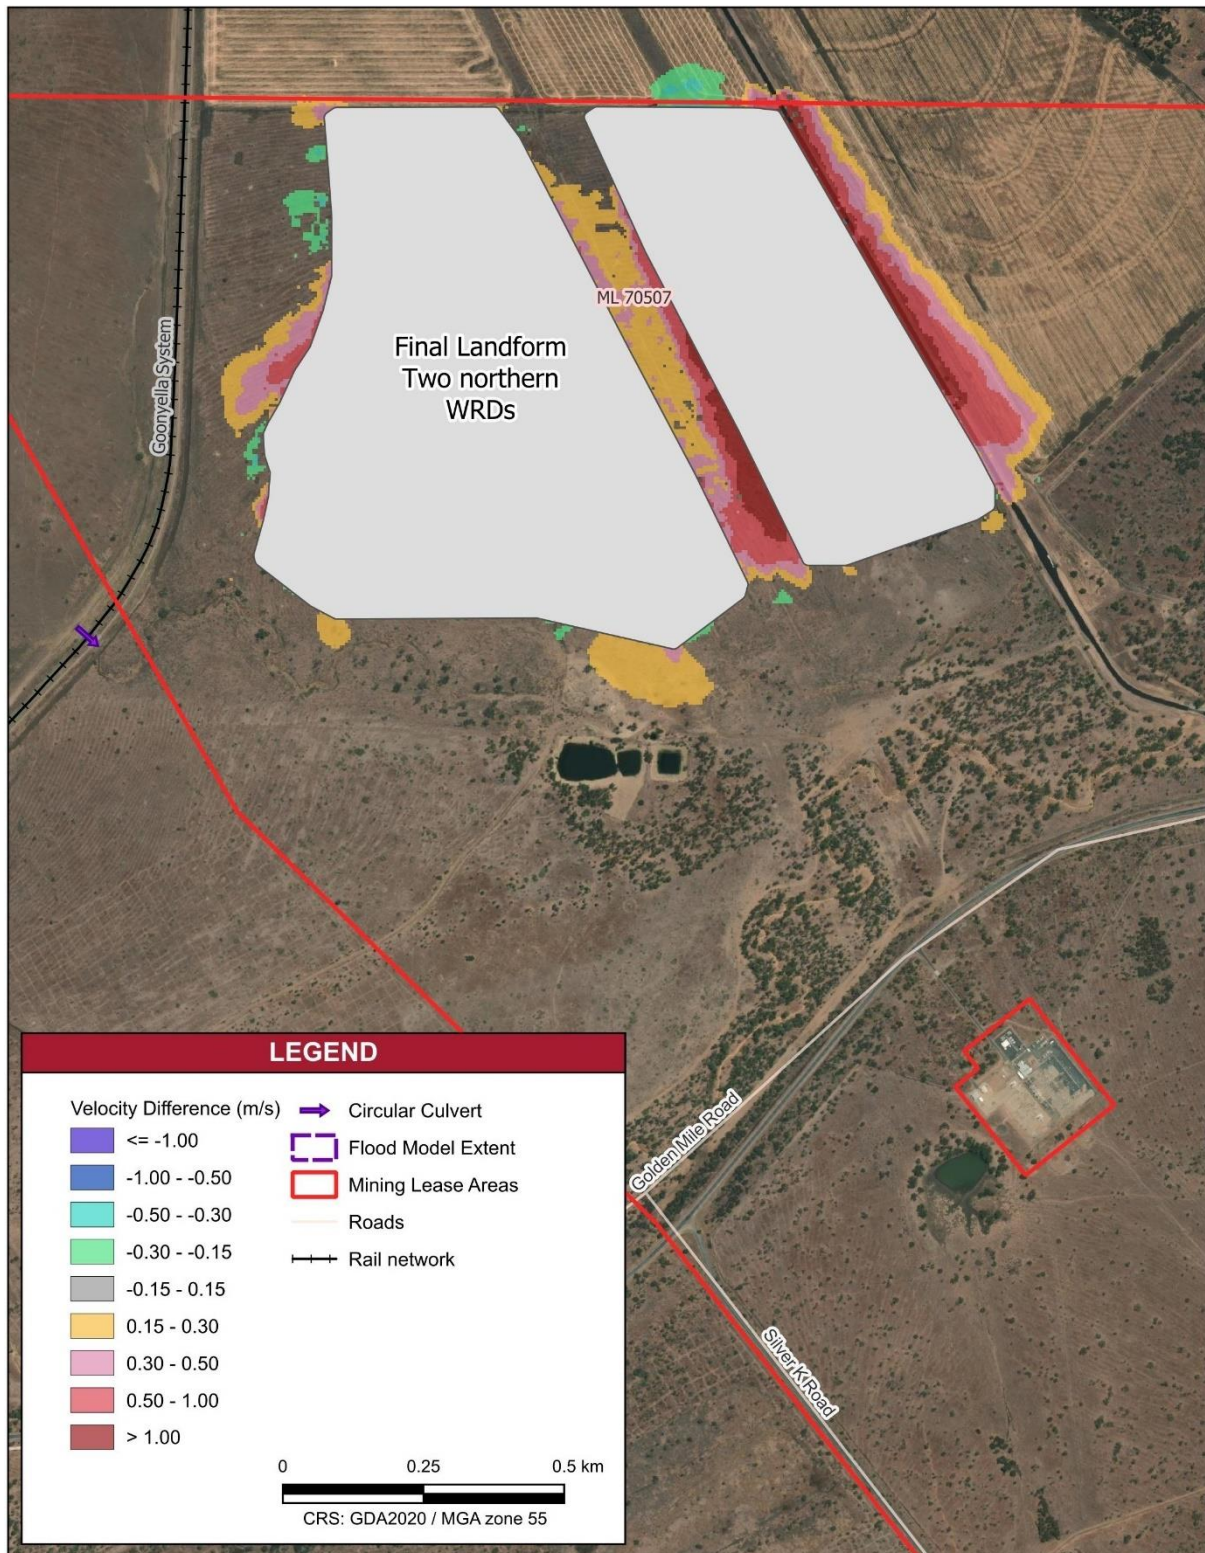 ML 70507
Final Landform
Two northern
WRDs
Goonyella System
Golden Mile Road
Silver K Road
LEGEND
Velocity Difference (m/s)
<= -1.00
-1.00 - -0.50
-0.50 - -0.30
-0.30 - -0.15
-0.15 - 0.15
0.15 - 0.30
0.30 - 0.50
0.50 - 1.00
> 1.00
Circular Culvert
Flood Model Extent
Mining Lease Areas
Roads
Rail network
0 0.25 0.5 km
CRS: GDA2020 / MGA zone 55